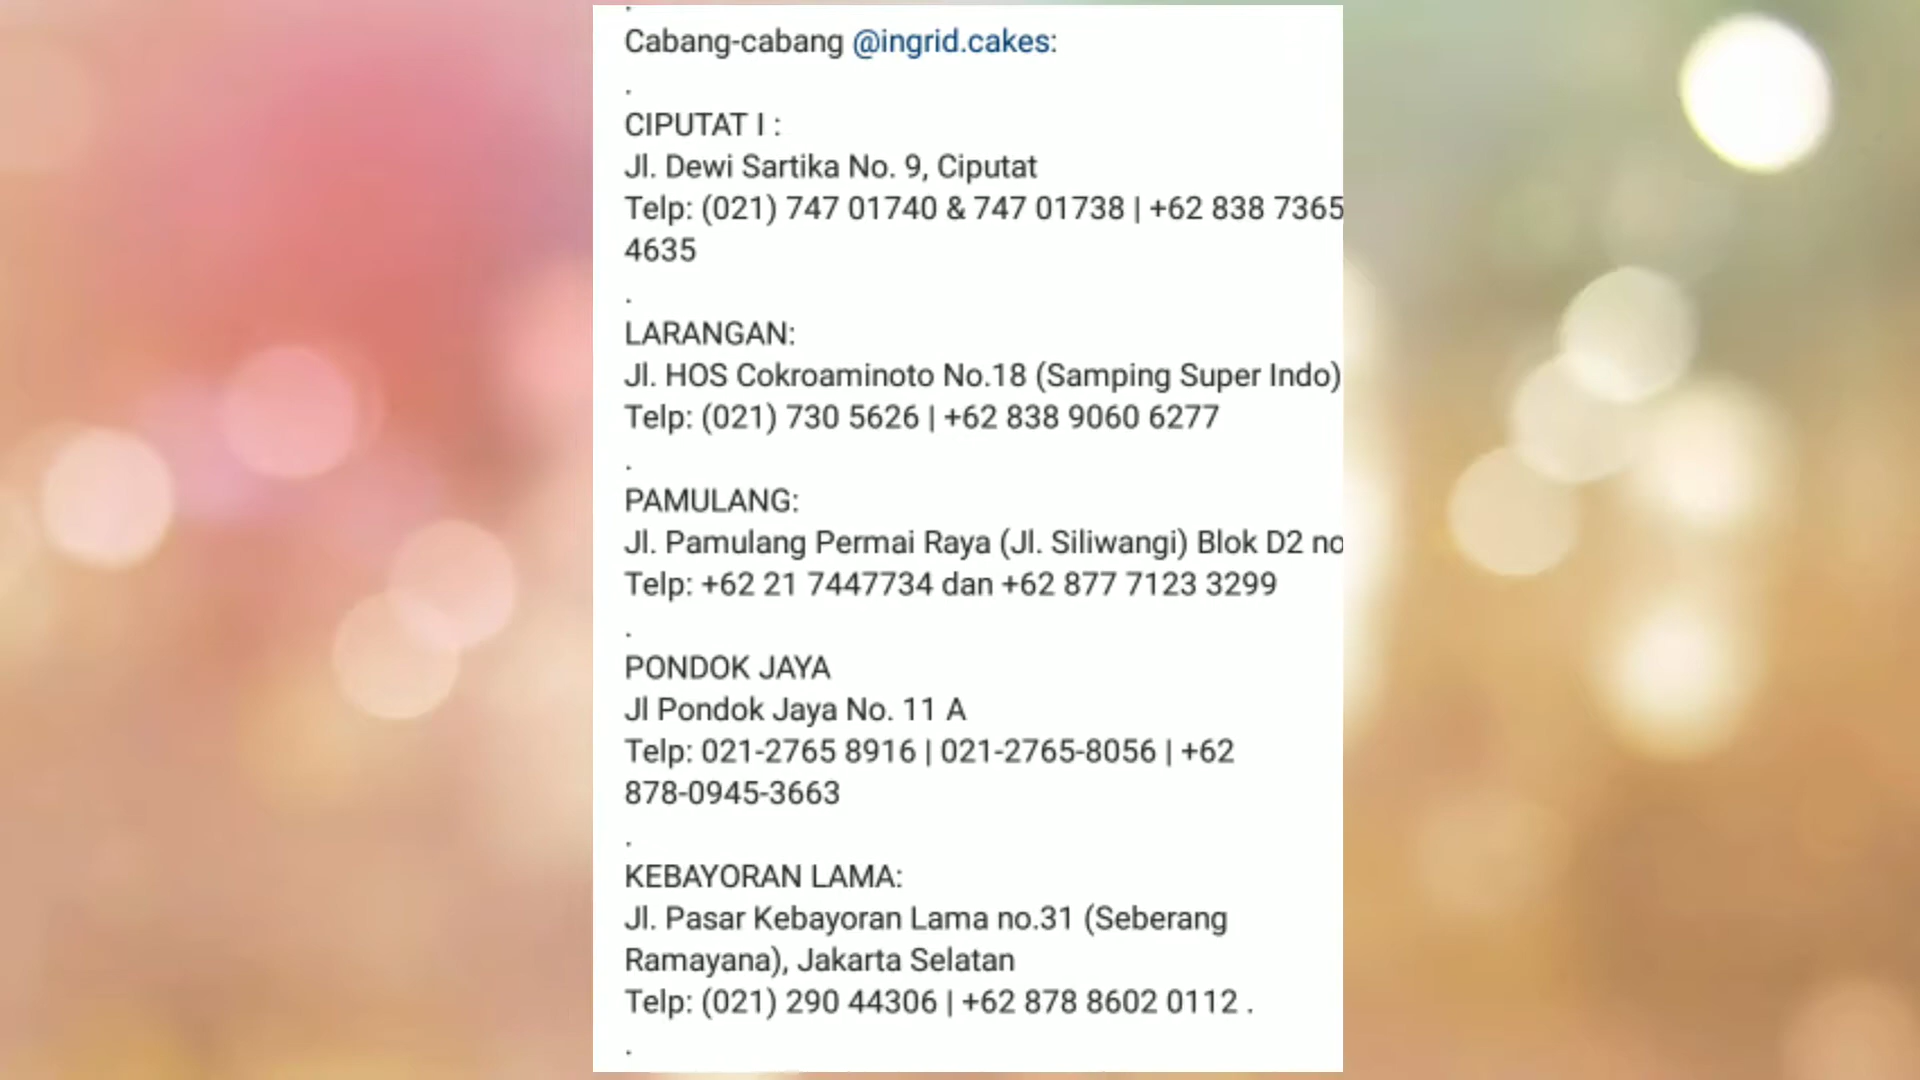 .
Cabang-cabang @ingrid.cakes:
.
CIPUTAT I :
Jl. Dewi Sartika No. 9, Ciputat
Telp: (021) 747 01740 & 747 01738 | +62 838 7365
4635
.
LARANGAN:
Jl. HOS Cokroaminoto No.18 (Samping Super Indo)
Telp: (021) 730 5626 | +62 838 9060 6277
.
PAMULANG:
Jl. Pamulang Permai Raya (Jl. Siliwangi) Blok D2 no
Telp: +62 21 7447734 dan +62 877 7123 3299
.
PONDOK JAYA
Jl Pondok Jaya No. 11 A
Telp: 021-2765 8916 | 021-2765-8056 | +62
878-0945-3663
.
KEBAYORAN LAMA:
Jl. Pasar Kebayoran Lama no.31 (Seberang
Ramayana), Jakarta Selatan
Telp: (021) 290 44306 | +62 878 8602 0112 .
.